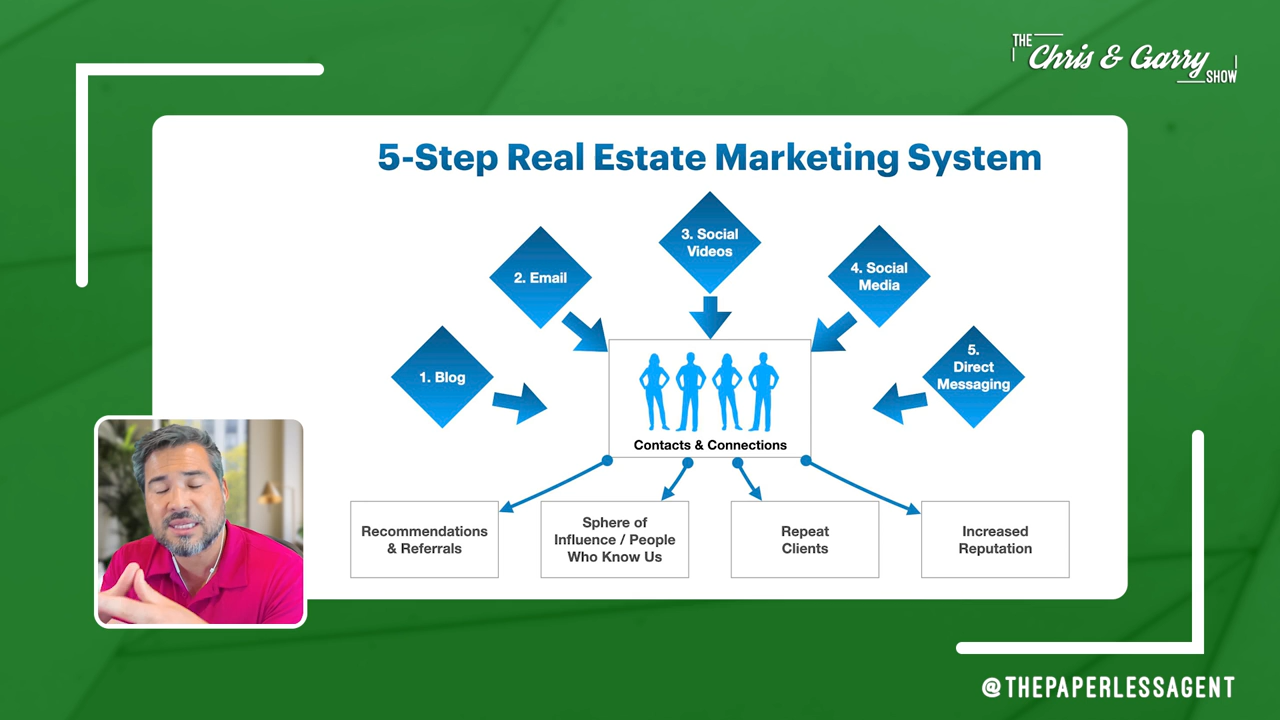 THE
Chris & Garry
SHOW
5-Step Real Estate Marketing System
3. Social
Videos
2. Email
4. Social
Media
1. Blog
5.
Direct
Messaging
Contacts & Connections
Recommendations
& Referrals
Sphere of
Influence / People
Who Know Us
Repeat
Clients
Increased
Reputation
@THEPAPERLESSAGENT